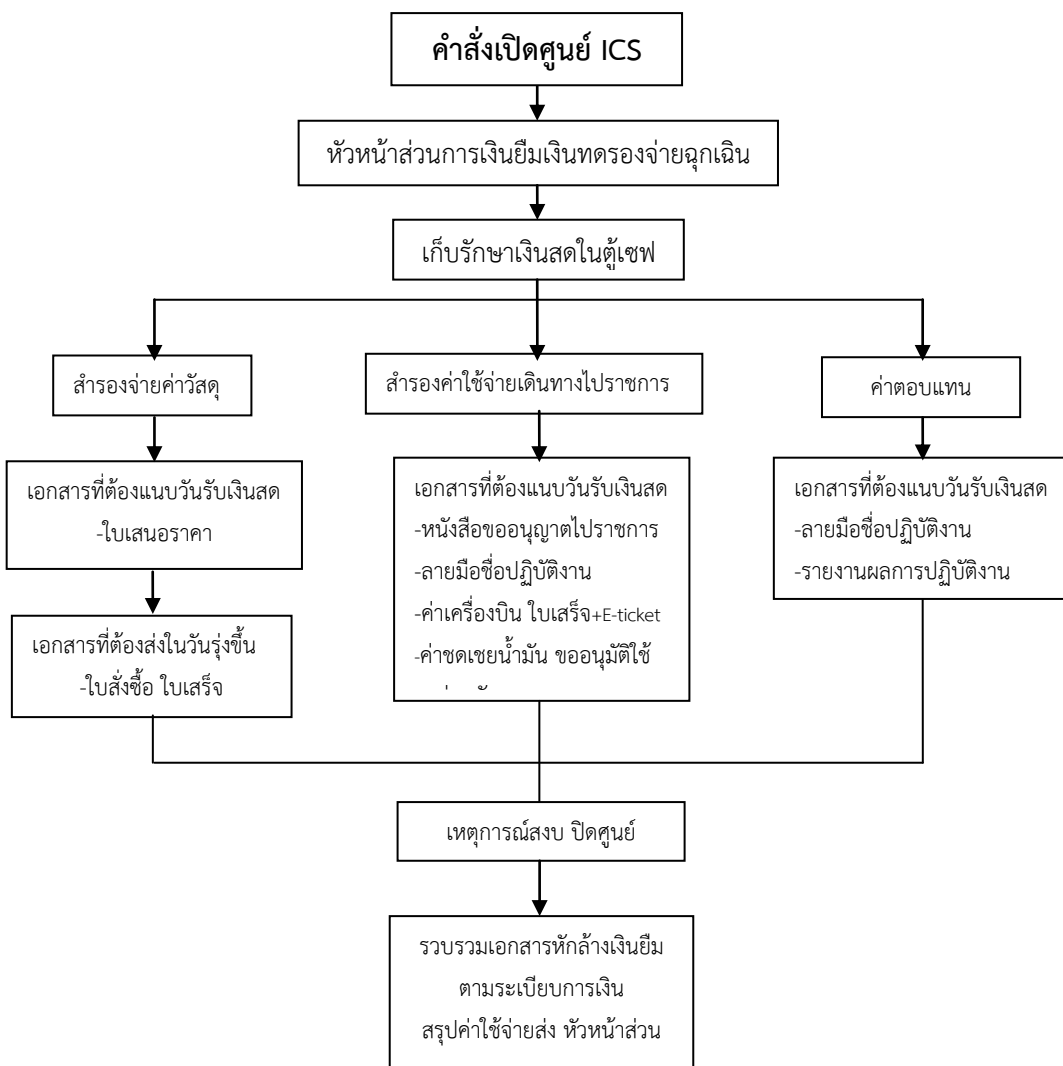 คำสั่งเปิดศูนย์ ICS
หัวหน้าส่วนการเงินยืมเงินทดรองจ่ายฉุกเฉิน
เก็บรักษาเงินสดในตู้เซฟ
สำรองจ่ายค่าวัสดุ
สำรองค่าใช้จ่ายเดินทางไปราชการ
ค่าตอบแทน
เอกสารที่ต้องแนบวันรับเงินสด
-ใบเสนอราคา
เอกสารที่ต้องส่งในวันรุ่งขึ้น
-ใบสั่งซื้อ ใบเสร็จ
เอกสารที่ต้องแนบวันรับเงินสด
-หนังสือขออนุญาตไปราชการ
-ลายมือชื่อปฏิบัติงาน
-ค่าเครื่องบิน ใบเสร็จ+E-ticket
-ค่าชดเชยน้ำมัน ขออนุมัติใช้
เอกสารที่ต้องแนบวันรับเงินสด
-ลายมือชื่อปฏิบัติงาน
-รายงานผลการปฏิบัติงาน
เหตุการณ์สงบ ปิดศูนย์
รวบรวมเอกสารหักล้างเงินยืม
ตามระเบียบการเงิน
สรุปค่าใช้จ่ายส่ง หัวหน้าส่วน